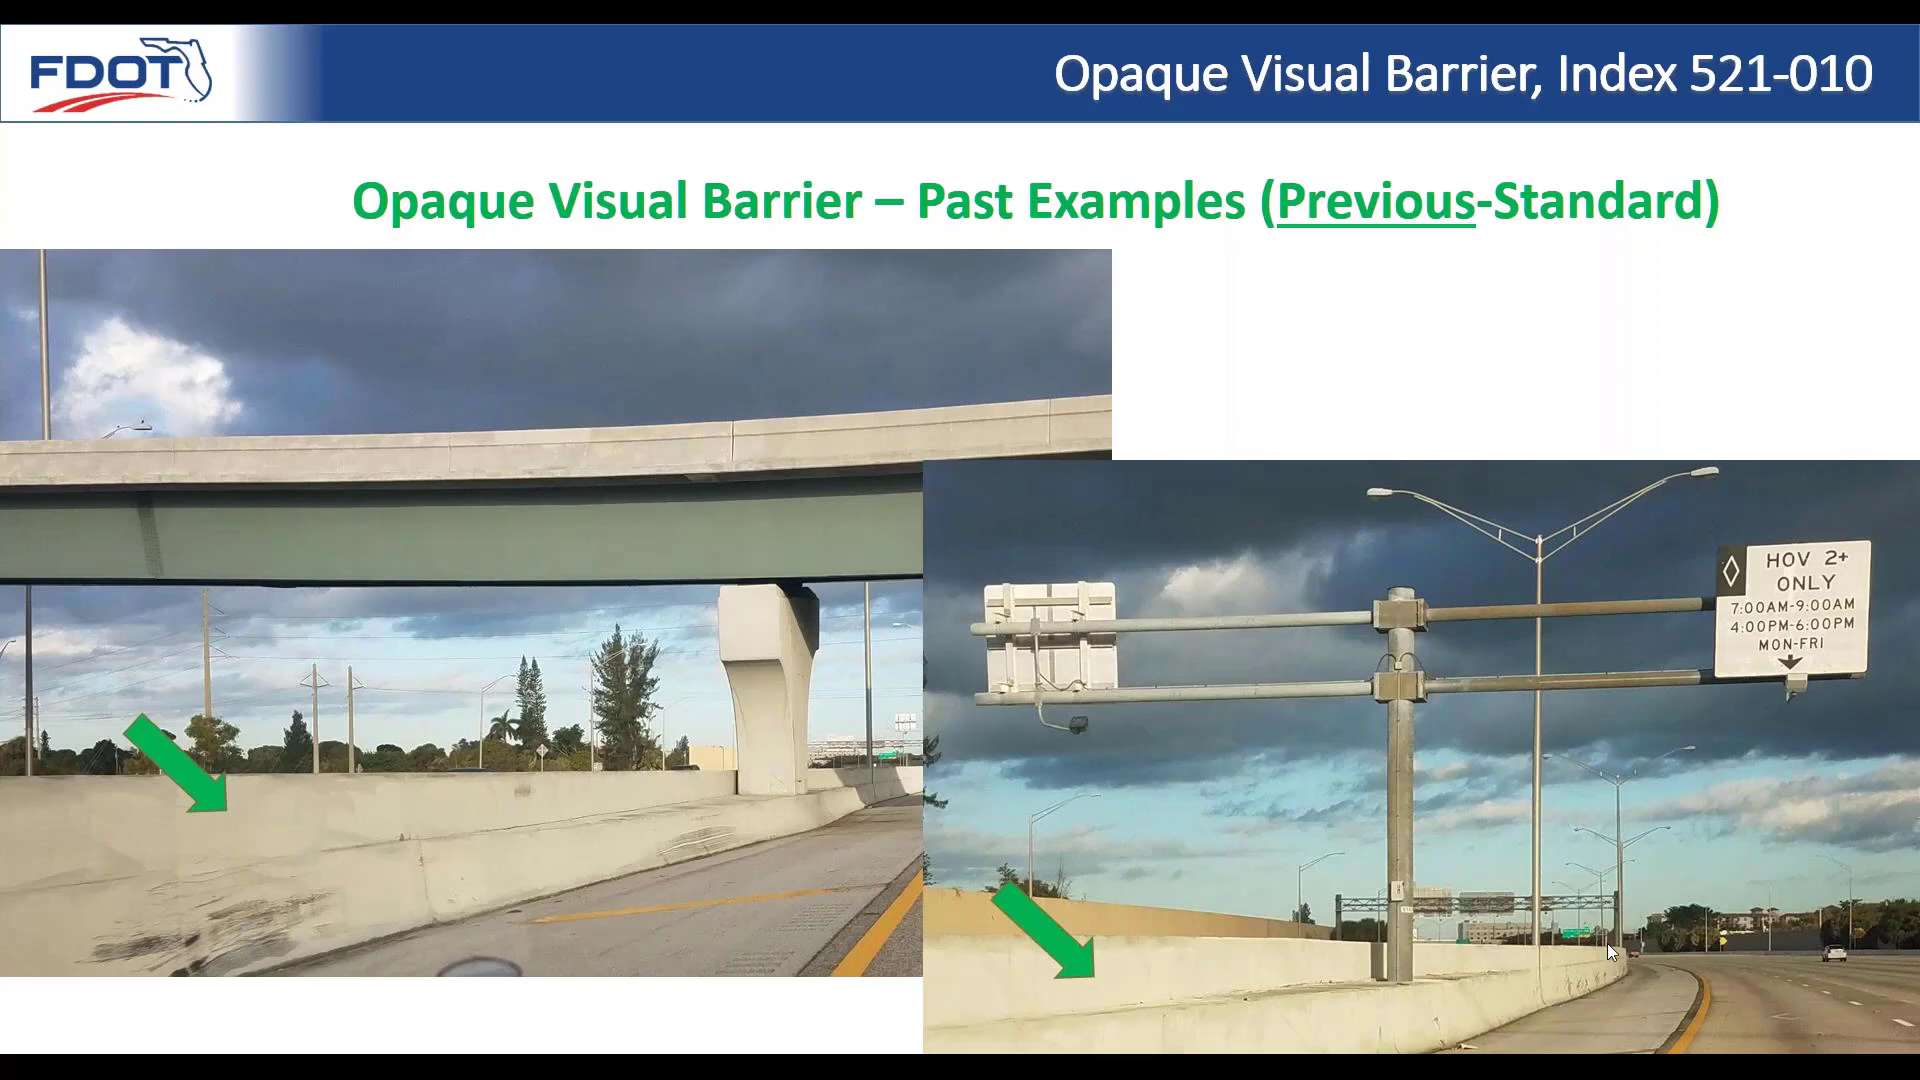 FDOT
Opaque Visual Barrier, Index 521-010
Opaque Visual Barrier – Past Examples (Previous-Standard)
HOV 2+
ONLY
7:00AM-9:00AM
4:00PM-6:00PM
MON-FRI